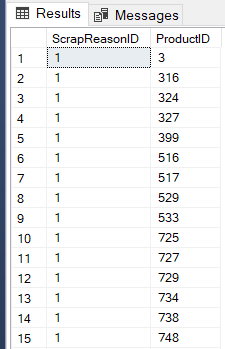 Results Messages
ScrapReasonID ProductID
1 1 3
2 1 316
3 1 324
4 1 327
5 1 399
6 1 516
7 1 517
8 1 529
9 1 533
10 1 725
11 1 727
12 1 729
13 1 734
14 1 738
15 1 748